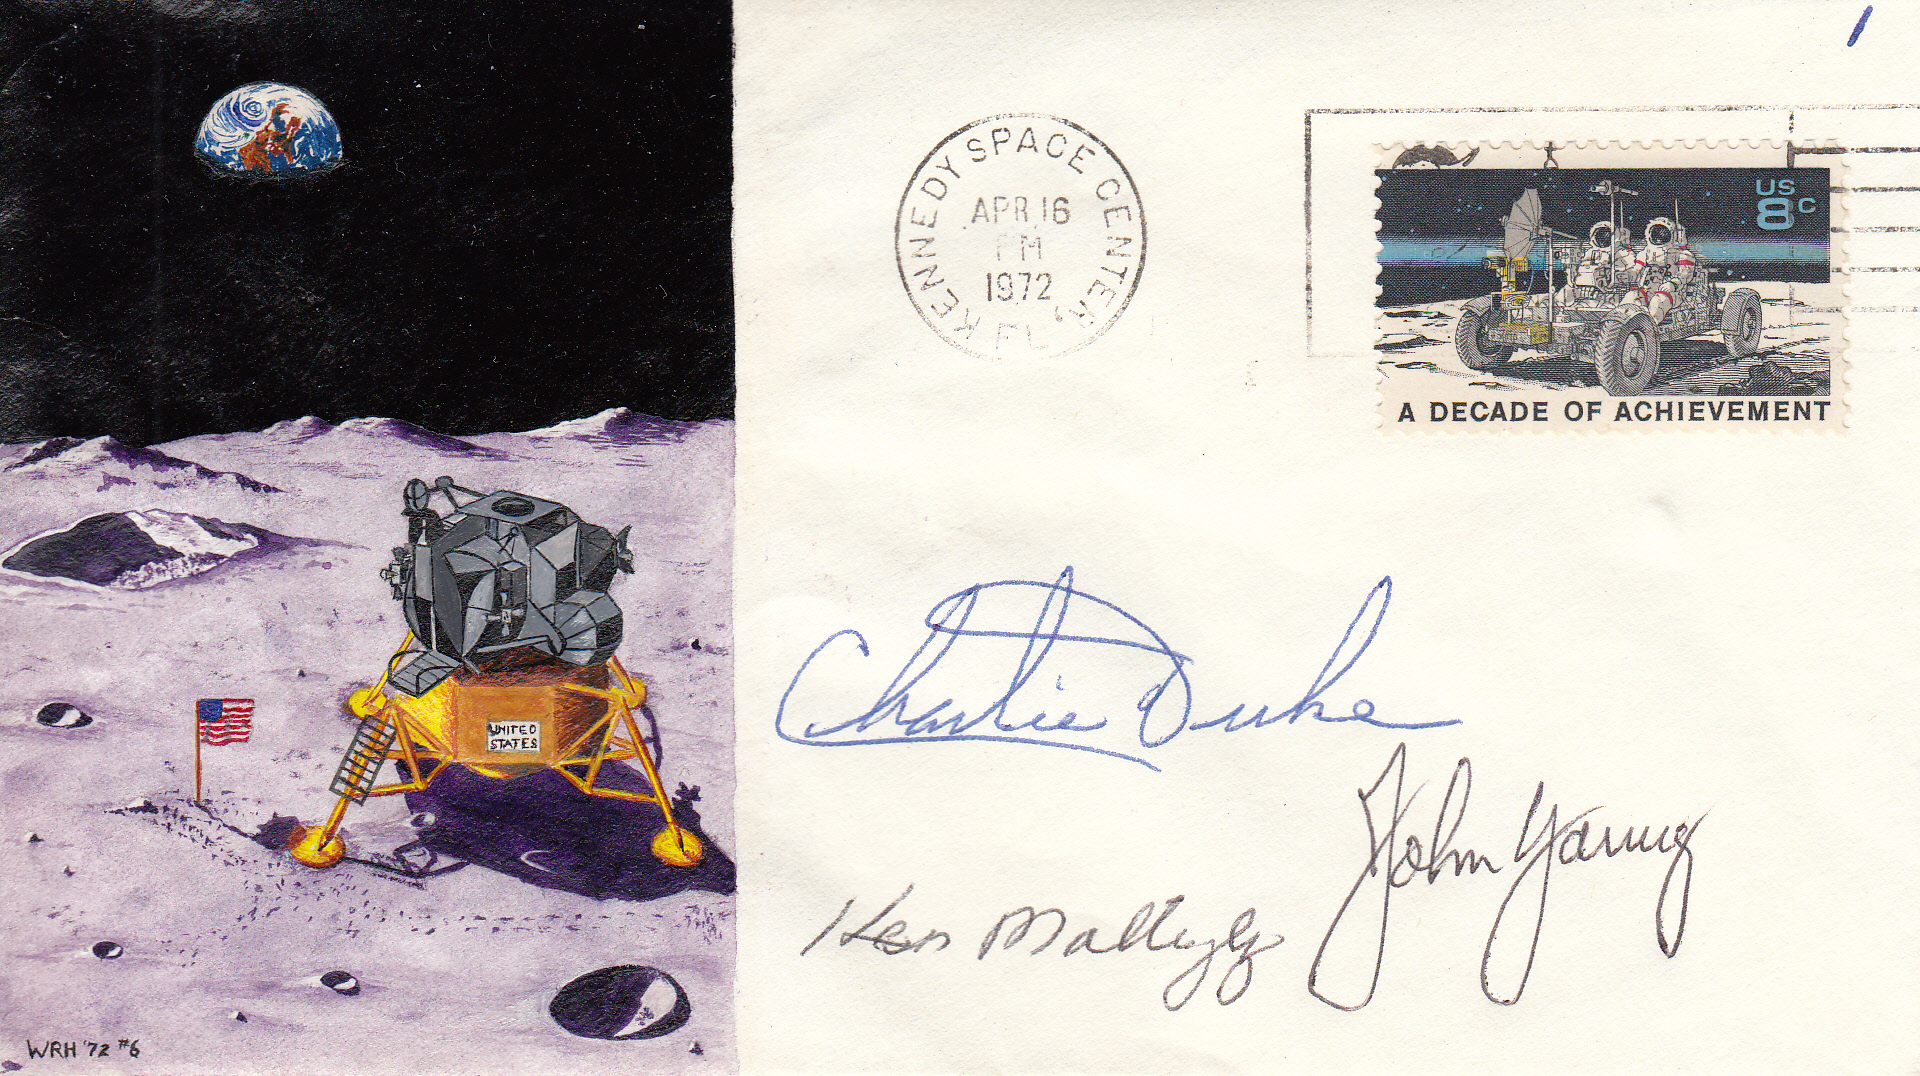 KENNEDY SPACE CENTER, FL
APR 16
PM
1972
US
8c
A DECADE OF ACHIEVEMENT
UNITED
STATES
Charlie Duke
John Young
Ken Mattingly
WRH '72 #6